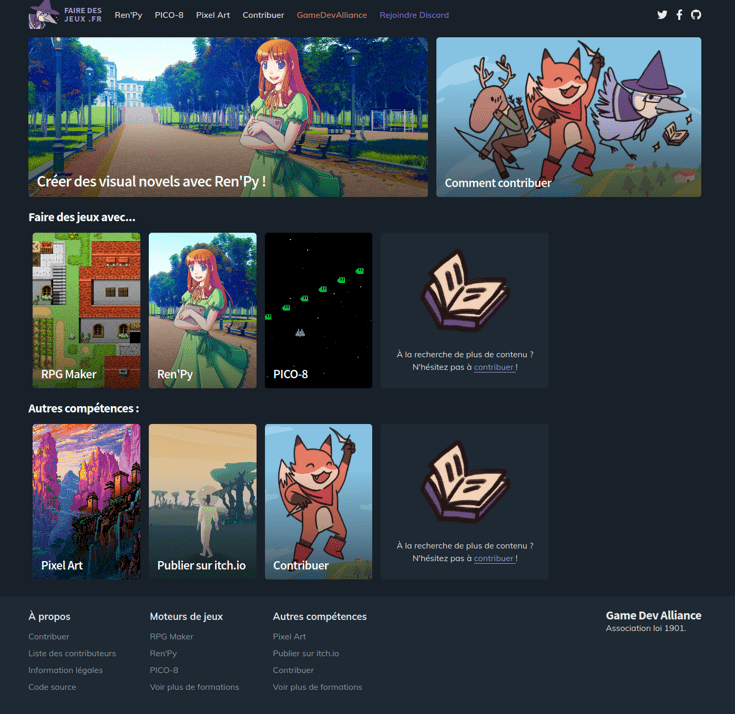 FAIRE DES
JEUX .FR
Ren'Py
PICO-8
Pixel Art
Contribuer
GameDevAlliance
Rejoindre Discord
Créer des visual novels avec Ren'Py !
Comment contribuer
Faire des jeux avec...
RPG Maker
Ren'Py
PICO-8
À la recherche de plus de contenu ?
N'hésitez pas à contribuer !
Autres compétences :
Pixel Art
Publier sur itch.io
Contribuer
À la recherche de plus de contenu ?
N'hésitez pas à contribuer !
À propos
Contribuer
Liste des contributeurs
Information légales
Code source
Moteurs de jeux
RPG Maker
Ren'Py
PICO-8
Voir plus de formations
Autres compétences
Pixel Art
Publier sur itch.io
Contribuer
Voir plus de formations
Game Dev Alliance
Association loi 1901.